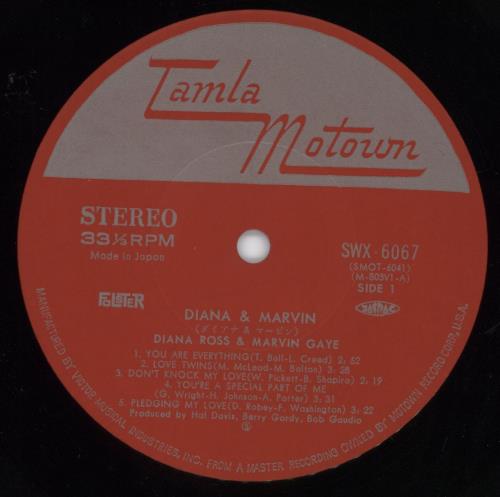 Tamla
Motown
STEREO
33⅓RPM
Made in Japan
SWX-6067
(SMOT-6041)
(M-803V1-A)
SIDE 1
DIANA & MARVIN
(ダイアナ & マービン)
DIANA ROSS & MARVIN GAYE
1. YOU ARE EVERYTHING(T. Bell-L. Creed) 2; 52
2. LOVE TWINS(M. McLeod-M. Bolton) 3; 28
3. DON'T KNOCK MY LOVE(W. Pickett-B. Shapiro) 2; 19
4. YOU'RE A SPECIAL PART OF ME
(G. Wright-H. Johnson-A. Porter) 3; 31
5. PLEDGING MY LOVE(D. Robey-F. Washington) 3; 22
Produced by Hal Davis, Berry Gordy, Bob Gaudio
MANUFACTURED BY VICTOR MUSICAL INDUSTRIES, INC. FROM A MASTER RECORDING OWNED BY MOTOWN RECORD CORP., U.S.A.